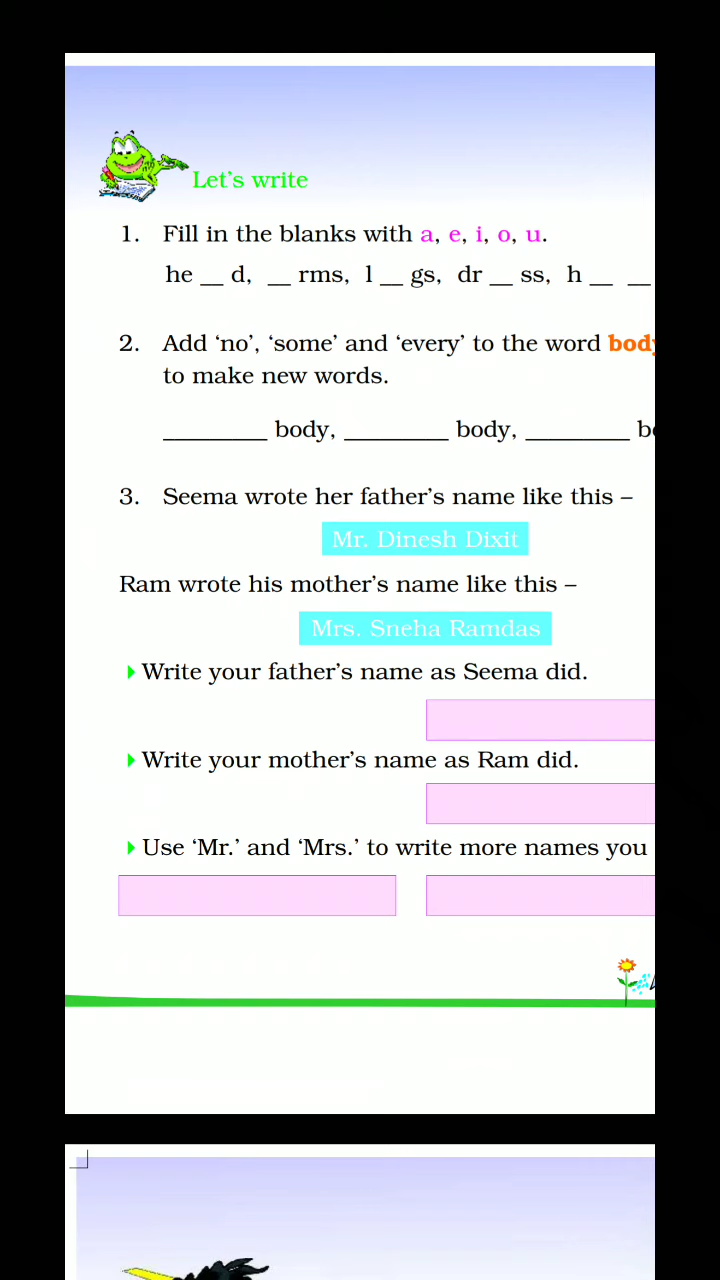 Let's write
1. Fill in the blanks with a, e, i, o, u.
he __ d, __ rms, l __ gs, dr __ ss, h __ __
2. Add 'no', 'some' and 'every' to the word body
to make new words.
_________ body, _________ body, _________
3. Seema wrote her father's name like this –
Mr. Dinesh Dixit
Ram wrote his mother's name like this –
Mrs. Sneha Ramdas
Write your father's name as Seema did.
Write your mother's name as Ram did.
Use 'Mr.' and 'Mrs.' to write more names you